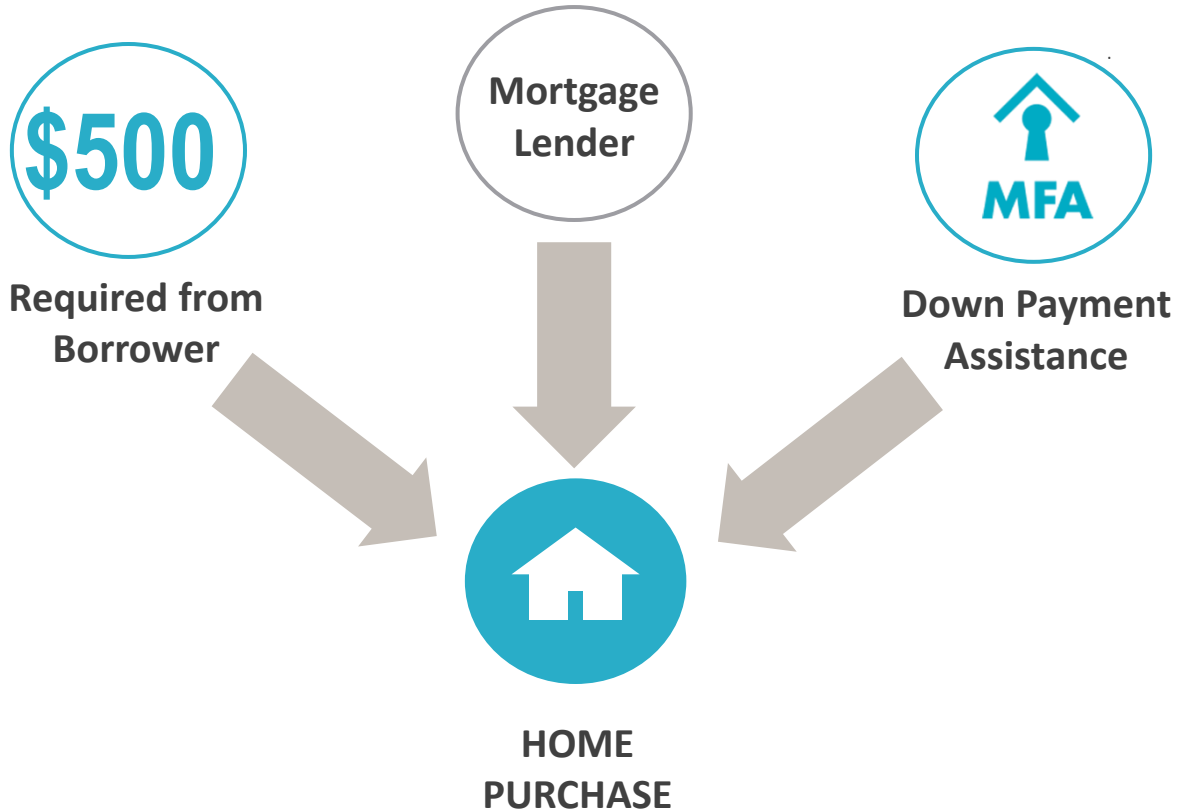 $500
Required from
Borrower
Mortgage
Lender
MFA
Down Payment
Assistance
HOME
PURCHASE